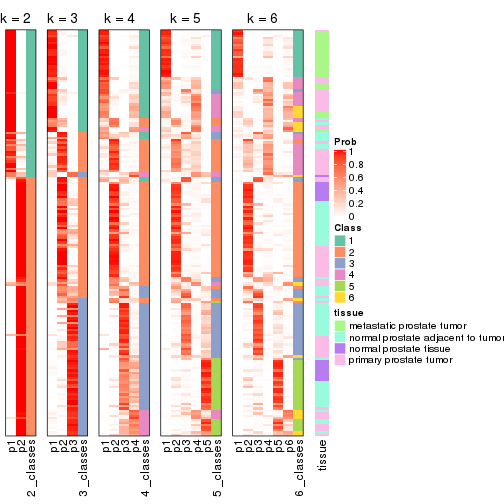 k = 2
k = 3
k = 4
k = 5
k = 6
Prob
1
0.8
0.6
0.4
0.2
0
Class
1
2
3
4
5
6
tissue
metastatic prostate tumor
normal prostate adjacent to tumor
normal prostate tissue
primary prostate tumor
p1
p2
2_classes
p1
p2
p3
3_classes
p1
p2
p3
p4
4_classes
p1
p2
p3
p4
p5
5_classes
p1
p2
p3
p4
p5
p6
6_classes
tissue